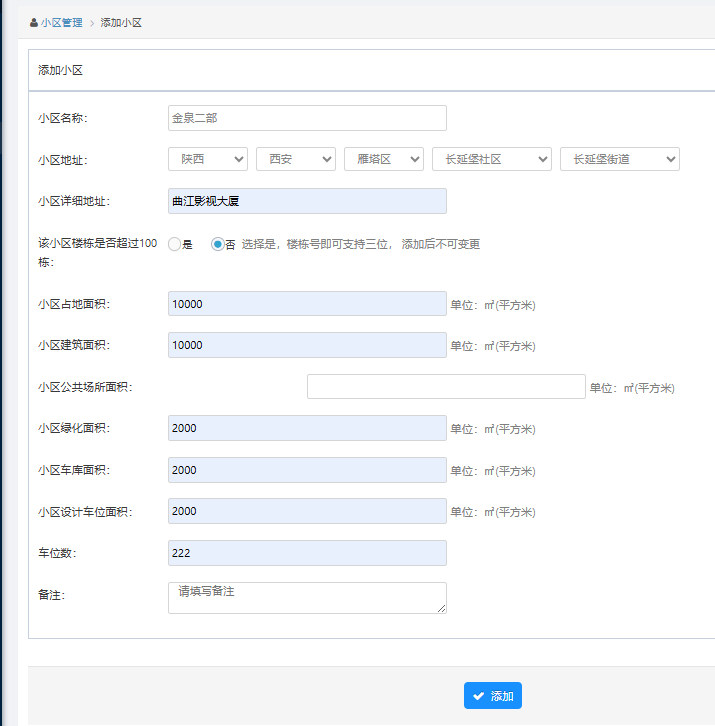 小区管理 > 添加小区
添加小区
小区名称： 金泉二部
小区地址： 陕西 西安 雁塔区 长延堡社区 长延堡街道
小区详细地址： 曲江影视大厦
该小区楼栋是否超过100 是 否 选择是，楼栋号即可支持三位， 添加后不可变更
栋：
小区占地面积： 10000 单位：㎡(平方米)
小区建筑面积： 10000 单位：㎡(平方米)
小区公共场所面积： 单位：㎡(平方米)
小区绿化面积： 2000 单位：㎡(平方米)
小区车库面积： 2000 单位：㎡(平方米)
小区设计车位面积： 2000 单位：㎡(平方米)
车位数： 222
备注： 请填写备注
添加